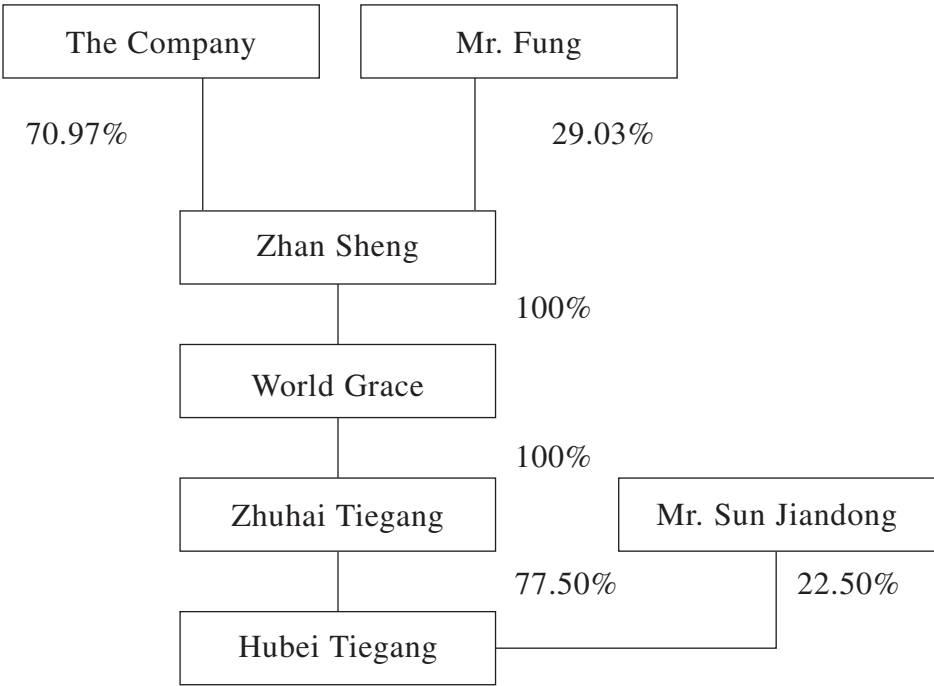 The Company
Mr. Fung
70.97%
29.03%
Zhan Sheng
100%
World Grace
100%
Zhuhai Tiegang
Mr. Sun Jiandong
77.50%
22.50%
Hubei Tiegang